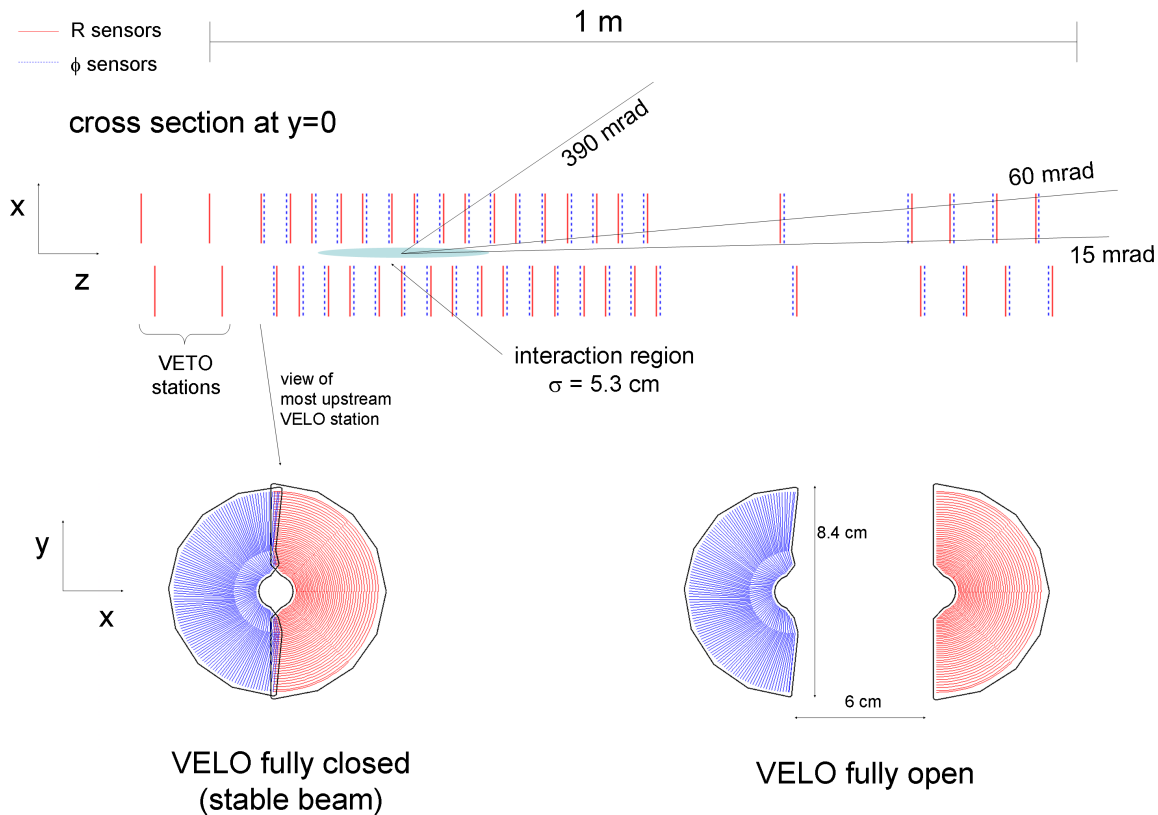 R sensors
ϕ sensors
1 m
cross section at y=0
390 mrad
60 mrad
15 mrad
x
z
VETO
stations
view of
most upstream
VELO station
interaction region
σ = 5.3 cm
y
x
8.4 cm
6 cm
VELO fully closed
(stable beam)
VELO fully open